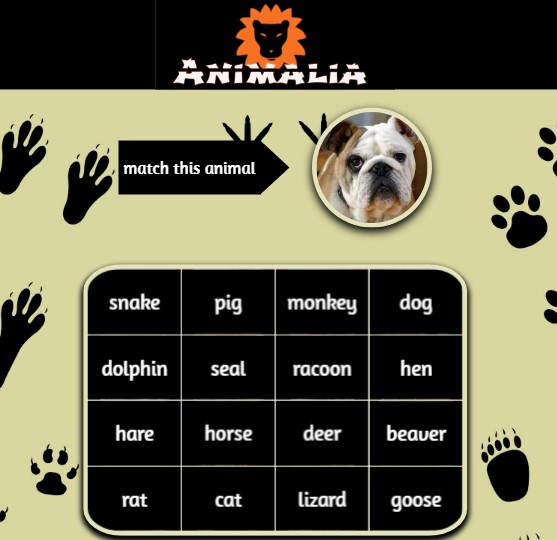 ANIMALIA
match this animal
snake pig monkey dog
dolphin seal racoon hen
hare horse deer beaver
rat cat lizard goose